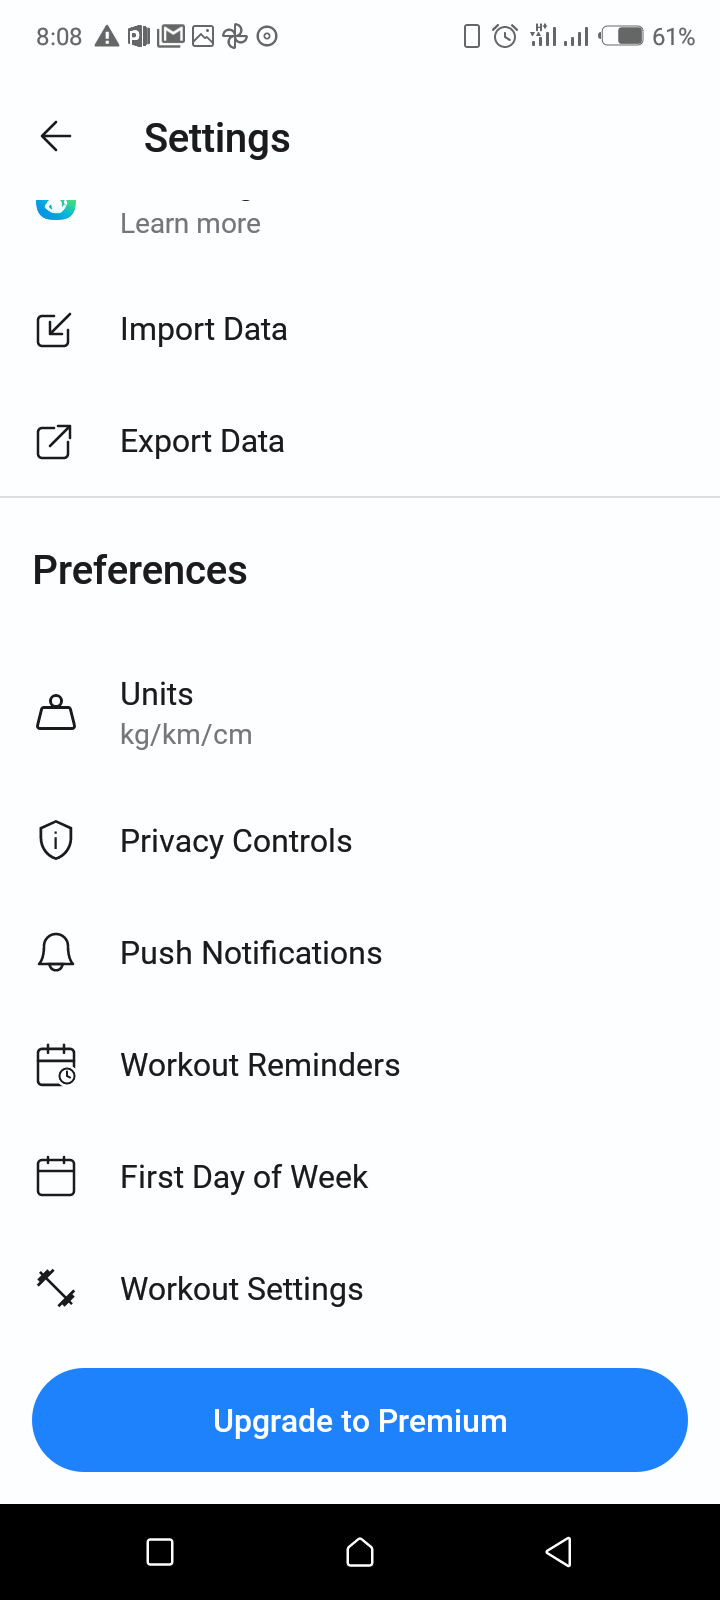 8:08 61%
Settings
Learn more
Import Data
Export Data
Preferences
Units
kg/km/cm
Privacy Controls
Push Notifications
Workout Reminders
First Day of Week
Workout Settings
Upgrade to Premium